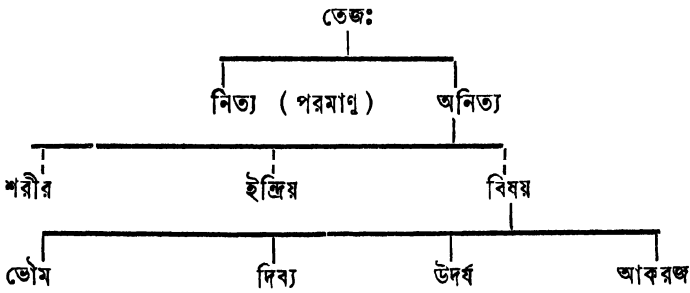 তেজঃ
নিত্য ( পরমাণু ) অনিত্য
শরীর ইন্দ্রিয় বিষয়
ভৌম দিব্য উদর্য আকরজ